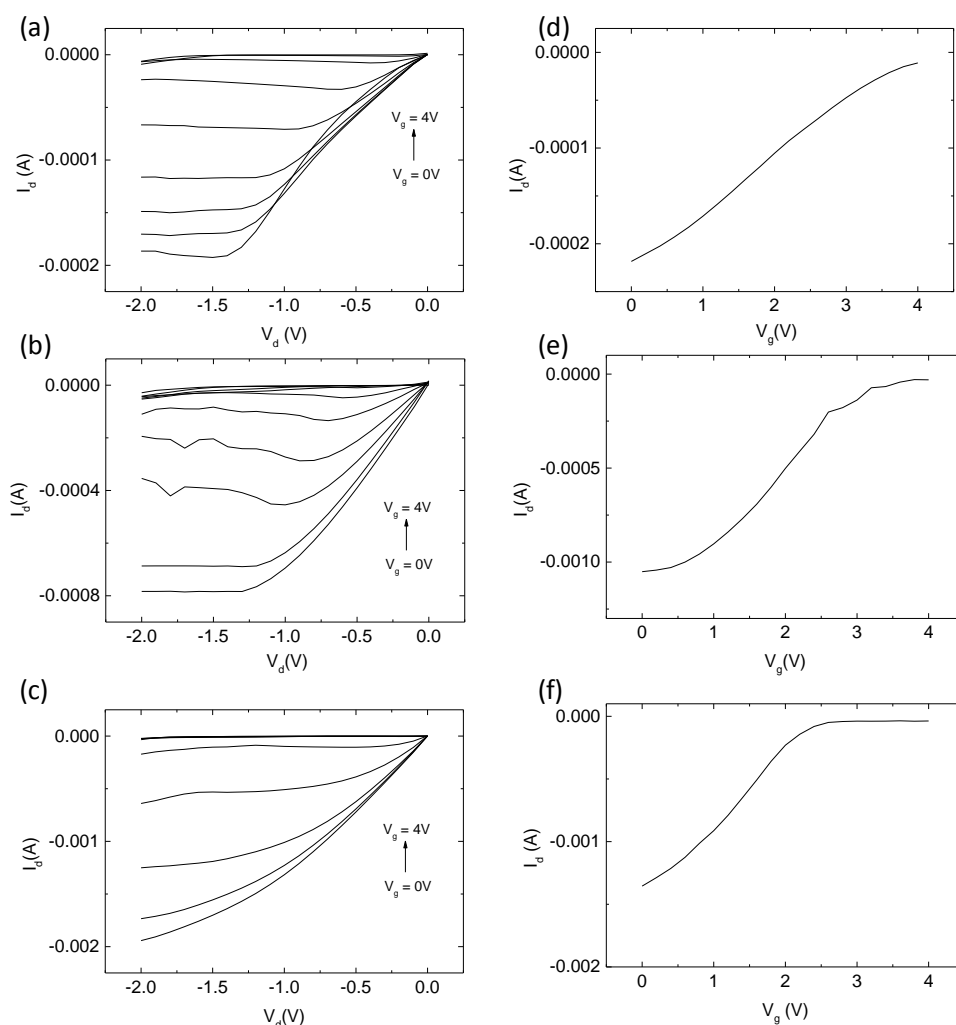 (a)
0.0000
-0.0001
-0.0002
I_d (A)
V_g = 4V
V_g = 0V
-2.0 -1.5 -1.0 -0.5 0.0
V_d (V)
(d)
0.0000
-0.0001
-0.0002
I_d(A)
0 1 2 3 4
V_g(V)
(b)
0.0000
-0.0004
-0.0008
I_d(A)
V_g = 4V
V_g = 0V
-2.0 -1.5 -1.0 -0.5 0.0
V_d(V)
(e)
0.0000
-0.0005
-0.0010
I_d(A)
0 1 2 3 4
V_g(V)
(c)
0.000
-0.001
-0.002
I_d(A)
V_g = 4V
V_g = 0V
-2.0 -1.5 -1.0 -0.5 0.0
V_d(V)
(f)
0.000
-0.001
-0.002
I_d(A)
0 1 2 3 4
V_g (V)